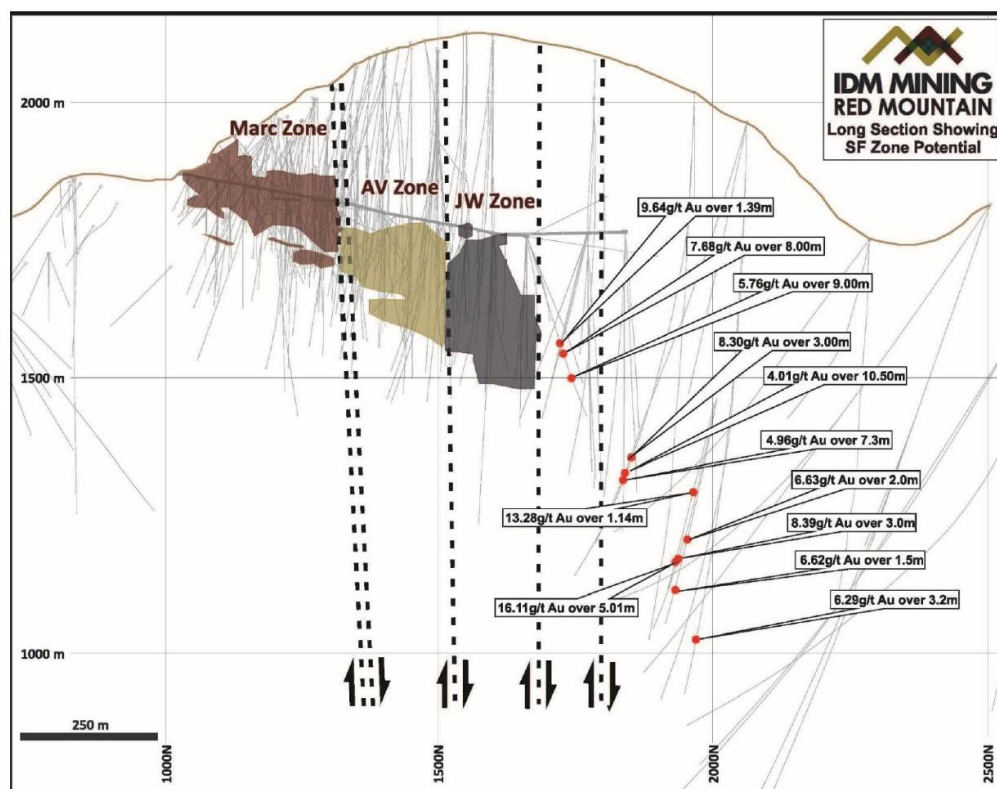 IDM MINING
RED MOUNTAIN
Long Section Showing
SF Zone Potential
2000 m
Marc Zone
AV Zone
JW Zone
9.64g/t Au over 1.39m
7.68g/t Au over 8.00m
5.76g/t Au over 9.00m
8.30g/t Au over 3.00m
1500 m
4.01g/t Au over 10.50m
4.96g/t Au over 7.3m
6.63g/t Au over 2.0m
13.28g/t Au over 1.14m
8.39g/t Au over 3.0m
6.62g/t Au over 1.5m
16.11g/t Au over 5.01m
6.29g/t Au over 3.2m
1000 m
250 m
1000N
1500N
2000N
2500N